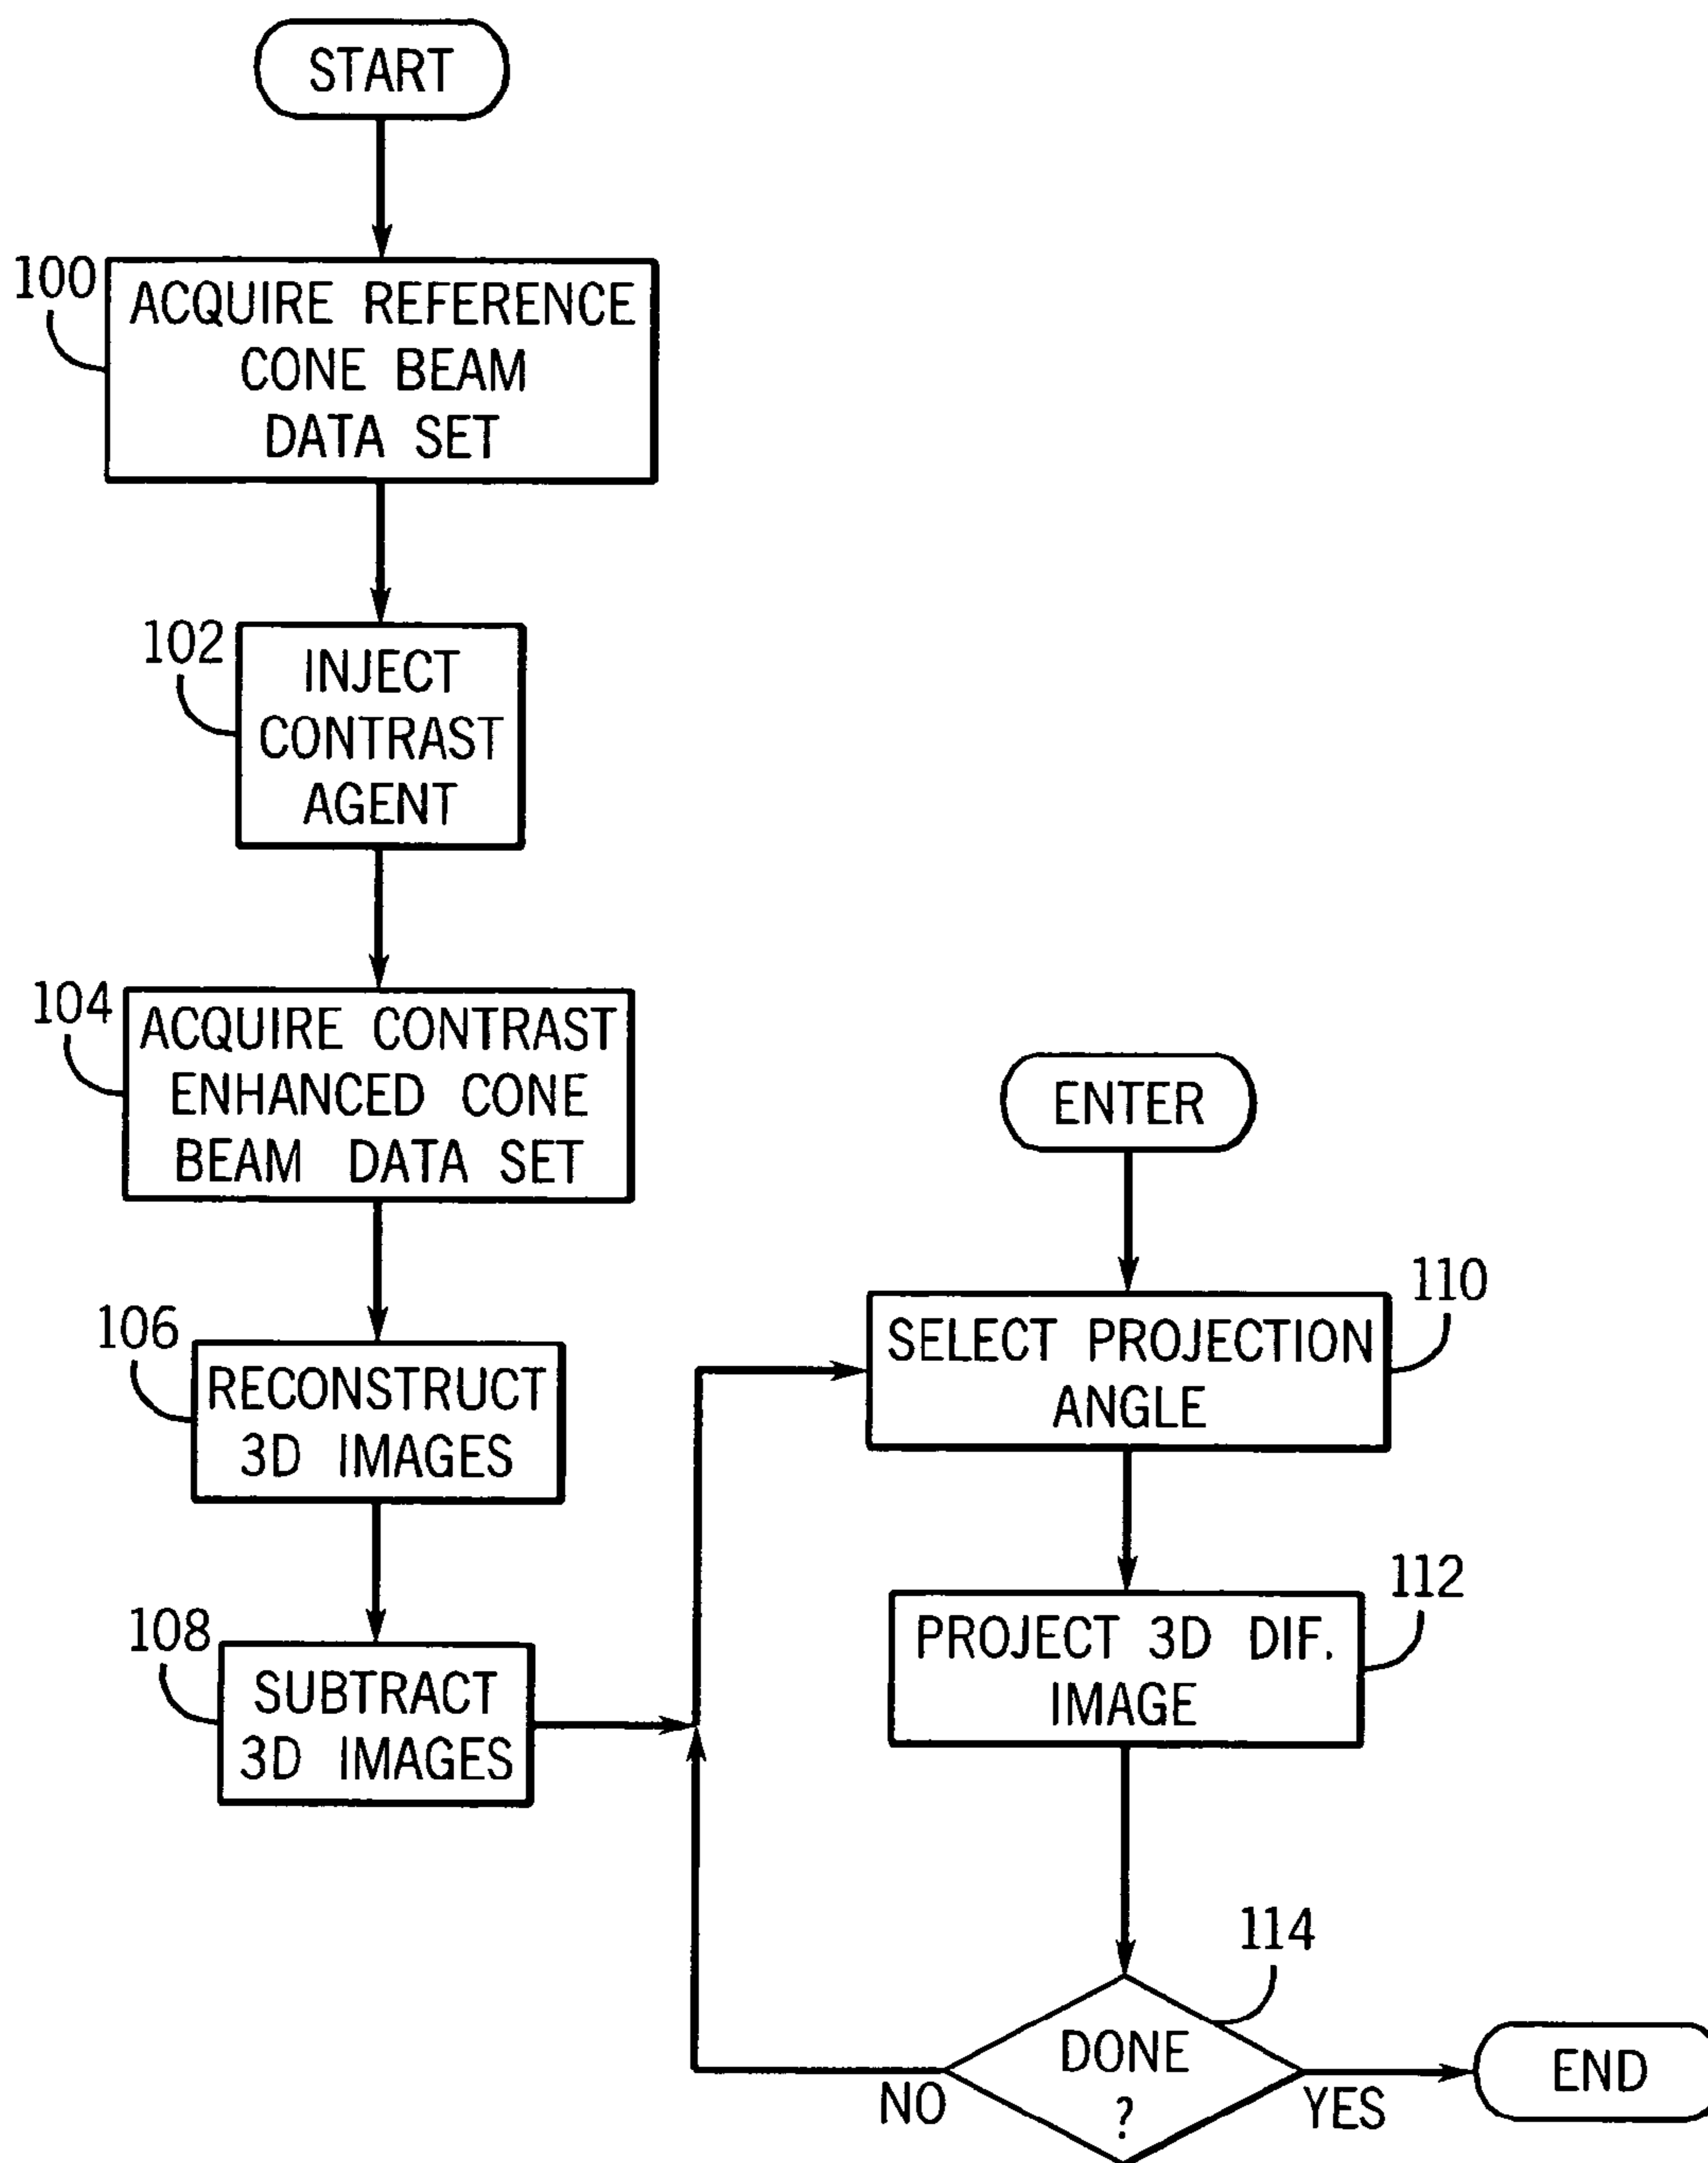 START
100
ACQUIRE REFERENCE
CONE BEAM
DATA SET
102
INJECT
CONTRAST
AGENT
104
ACQUIRE CONTRAST
ENHANCED CONE
BEAM DATA SET
106
RECONSTRUCT
3D IMAGES
108
SUBTRACT
3D IMAGES
ENTER
110
SELECT PROJECTION
ANGLE
112
PROJECT 3D DIF.
IMAGE
114
DONE
?
NO
YES
END